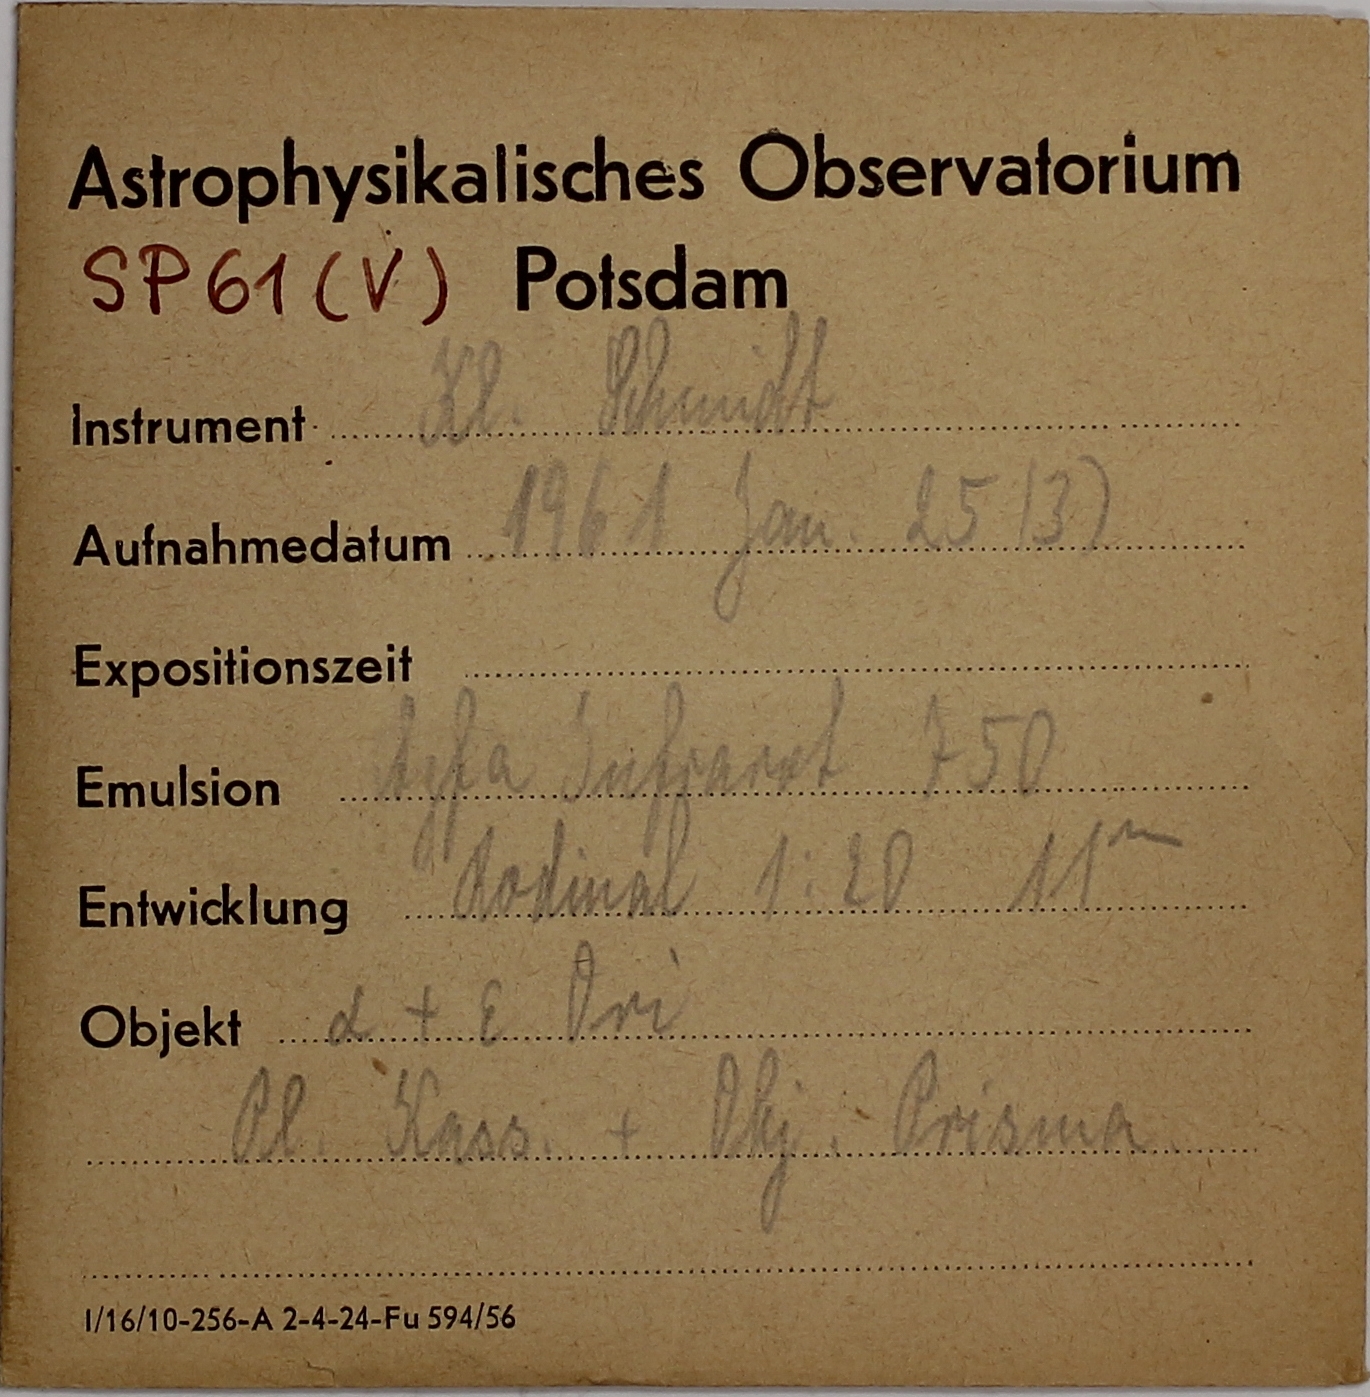 Astrophysikalisches Observatorium
SP61(V) Potsdam
Instrument Kl. Schmidt
Aufnahmedatum 1961 Jan. 25 (3)
Expositionszeit
Emulsion Agfa Infrarot 750
Entwicklung Rodinal 1:20 11m
Objekt α + ε Ori
Pl. Kass. + Obj. Prisma
I/16/10-256-A 2-4-24-Fu 594/56